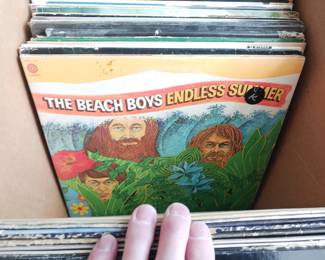 THE BEACH BOYS ENDLESS SUMMER